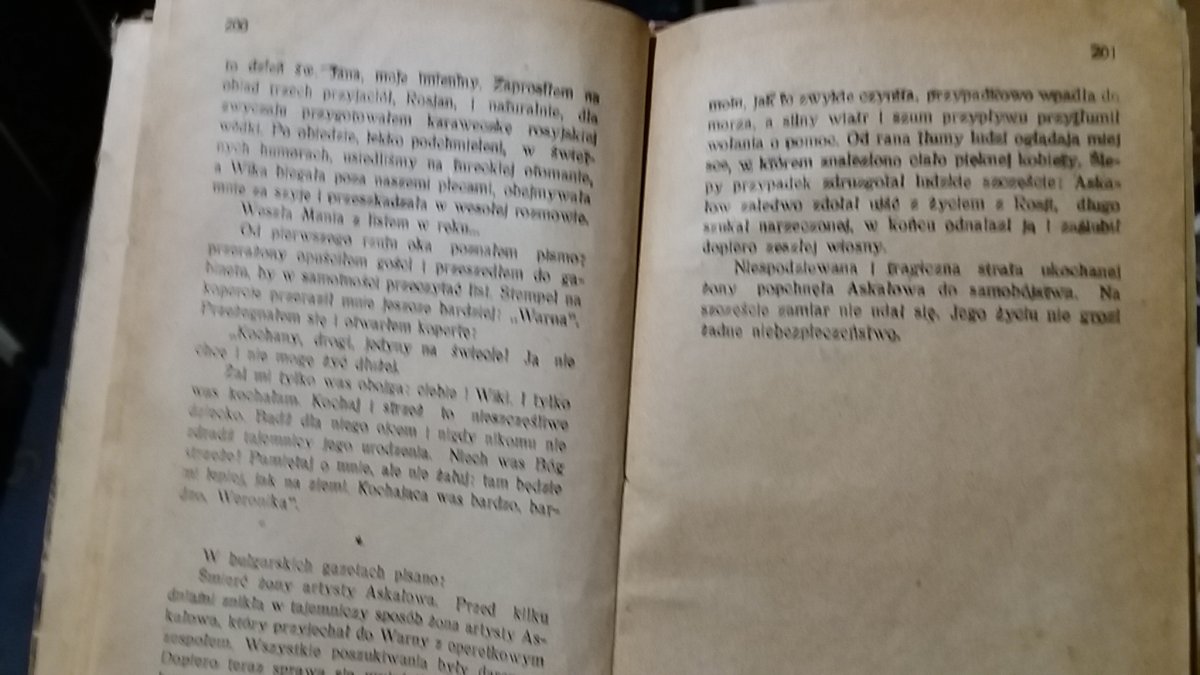 200
to dzień św. Jana, moje imieniny. Zaprosiłem na
obiad trzech przyjaciół, Rosjan, i naturalnie, dla
zwyczaju przygotowałem karaweczkę rosyjskiej
wódki. Po obiedzie, lekko podchmieleni, w świet-
nych humorach, usiedliśmy na tureckiej otomanie,
a Wika biegała poza naszemi plecami, obejmywała
mnie za szyję i przeszkadzała w wesołej rozmowie.
Weszła Mania z listem w ręku...
Od pierwszego rzutu oka poznałem pismo;
przerażony opuściłem gości i przeszedłem do ga-
binetu, by w samotności przeczytać list. Stempel na
kopercie przeraził mnie jeszcze bardziej: „Warna".
Przeżegnałem się i otwarłem kopertę:
„Kochany, drogi, jedyny na świecie! Ja nie
chcę i nie mogę żyć dłużej.
Żal mi tylko was obojga: ciebie i Wiki. I tylko
was kochałam. Kochaj i strzeż to nieszczęśliwe
dziecko. Bądź dla niego ojcem i nigdy nikomu nie
zdradź tajemnicy jego urodzenia. Niech was Bóg
strzeże! Pamiętaj o mnie, ale nie żałuj: tam będzie
mi lepiej, jak na ziemi. Kochająca was bardzo, bar-
dzo, Weronika".
*
W bułgarskich gazetach pisano:
Śmierć żony artysty Askałowa. Przed kilku
dniami znikła w tajemniczy sposób żona artysty As-
kałowa, który przyjechał do Warny z operetkowym
zespołem. Wszystkie poszukiwania były
Dopiero teraz sprawa się
201
molu, jak to zwykle czyniła, przypadkowo wpadła do
morza, a silny wiatr i szum przypływu przytłumił
wołania o pomoc. Od rana tłumy ludzi oglądają miej
sce, w którem znaleziono ciało pięknej kobiety. Śle-
py przypadek zdruzgotał ludzkie szczęście: Aska-
łow zaledwo zdołał ujść z życiem z Rosji, długo
szukał narzeczonej, w końcu odnalazł ją i zaślubił
dopiero zeszłej wiosny.
Niespodziewana i tragiczna strata ukochanej
żony popchnęła Askałowa do samobójstwa. Na
szczęście zamiar nie udał się. Jego życiu nie grozi
żadne niebezpieczeństwo.